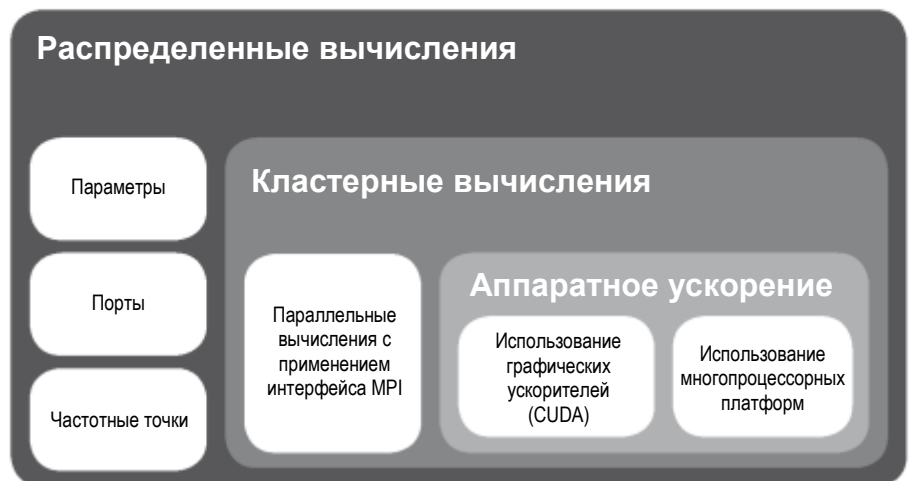 Распределенные вычисления
Параметры
Порты
Частотные точки
Кластерные вычисления
Параллельные
вычисления с
применением
интерфейса MPI
Аппаратное ускорение
Использование
графических
ускорителей
(CUDA)
Использование
многопроцессорных
платформ